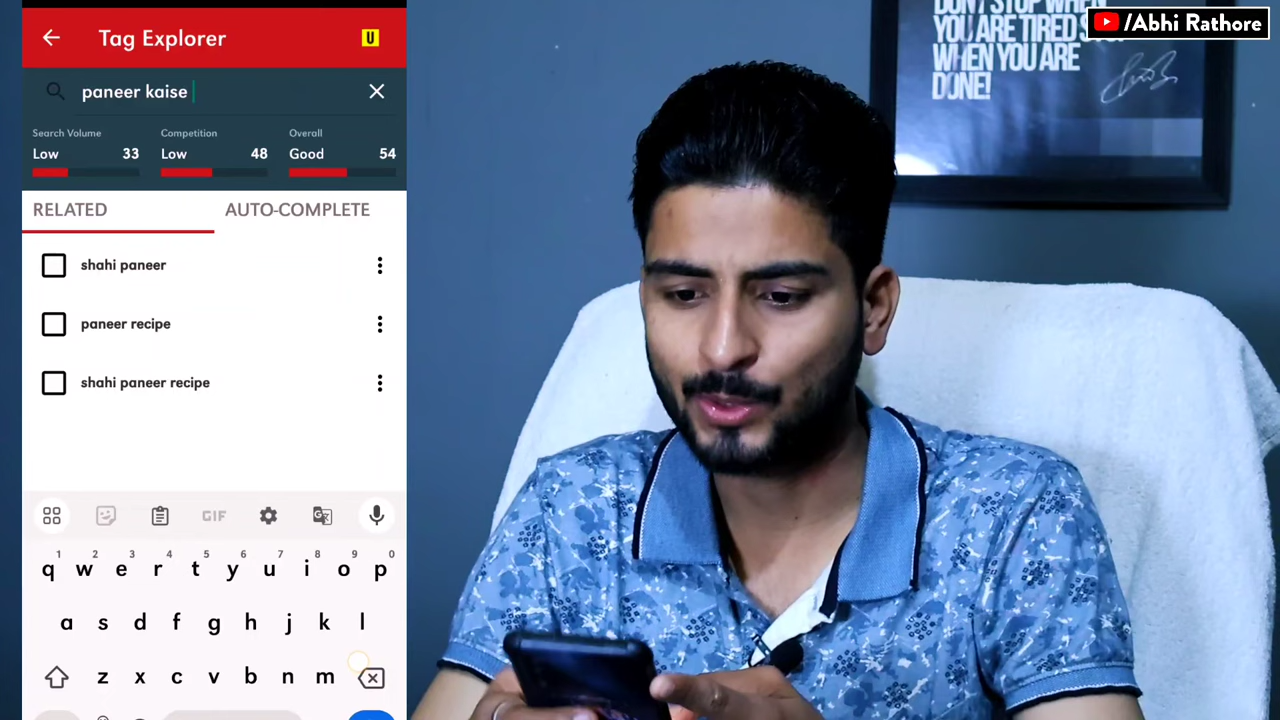 Tag Explorer
U
paneer kaise
Search Volume
Low 33
Competition
Low 48
Overall
Good 54
RELATED
AUTO-COMPLETE
shahi paneer
paneer recipe
shahi paneer recipe
GIF
1 2 3 4 5 6 7 8 9 0
q w e r t y u i o p
a s d f g h j k l
z x c v b n m
/Abhi Rathore
DON'T STOP WHEN
YOU ARE TIRED
WHEN YOU ARE
DONE!